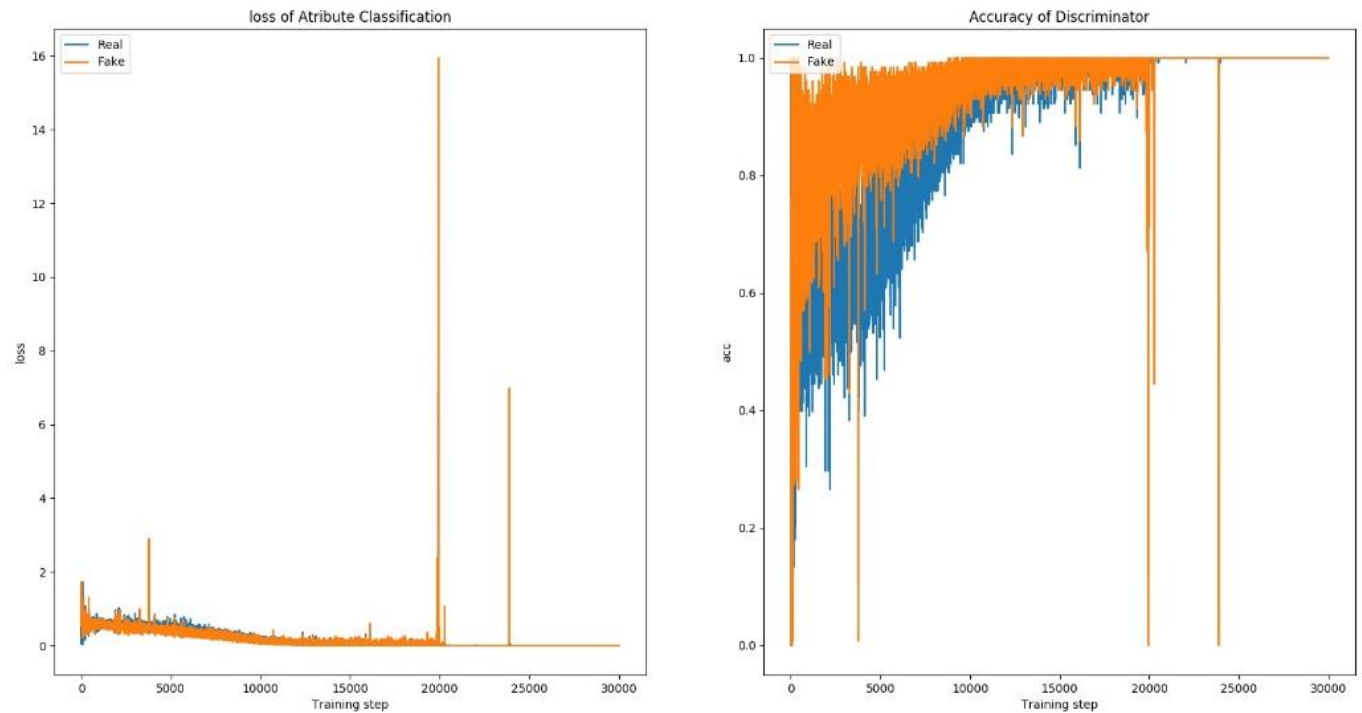 loss of Atribute Classification
Real
Fake
16
14
12
10
8
6
4
2
0
loss
0 5000 10000 15000 20000 25000 30000
Training step
Accuracy of Discriminator
Real
Fake
1.0
0.8
0.6
0.4
0.2
0.0
acc
0 5000 10000 15000 20000 25000 30000
Training step